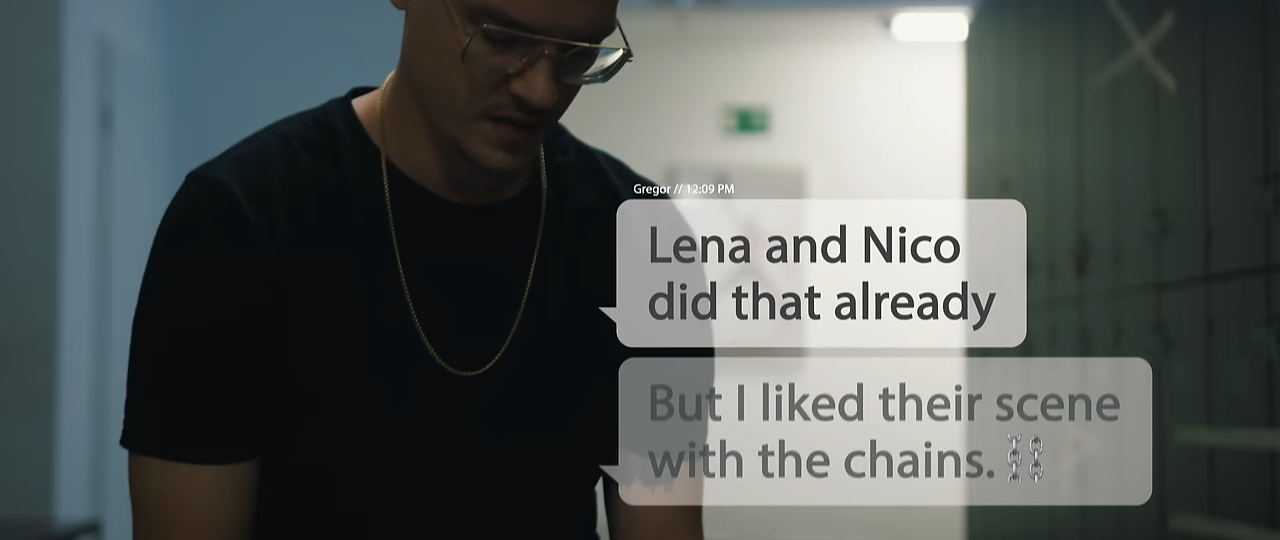 Gregor // 12:09 PM
Lena and Nico
did that already
But I liked their scene
with the chains. ⛓️